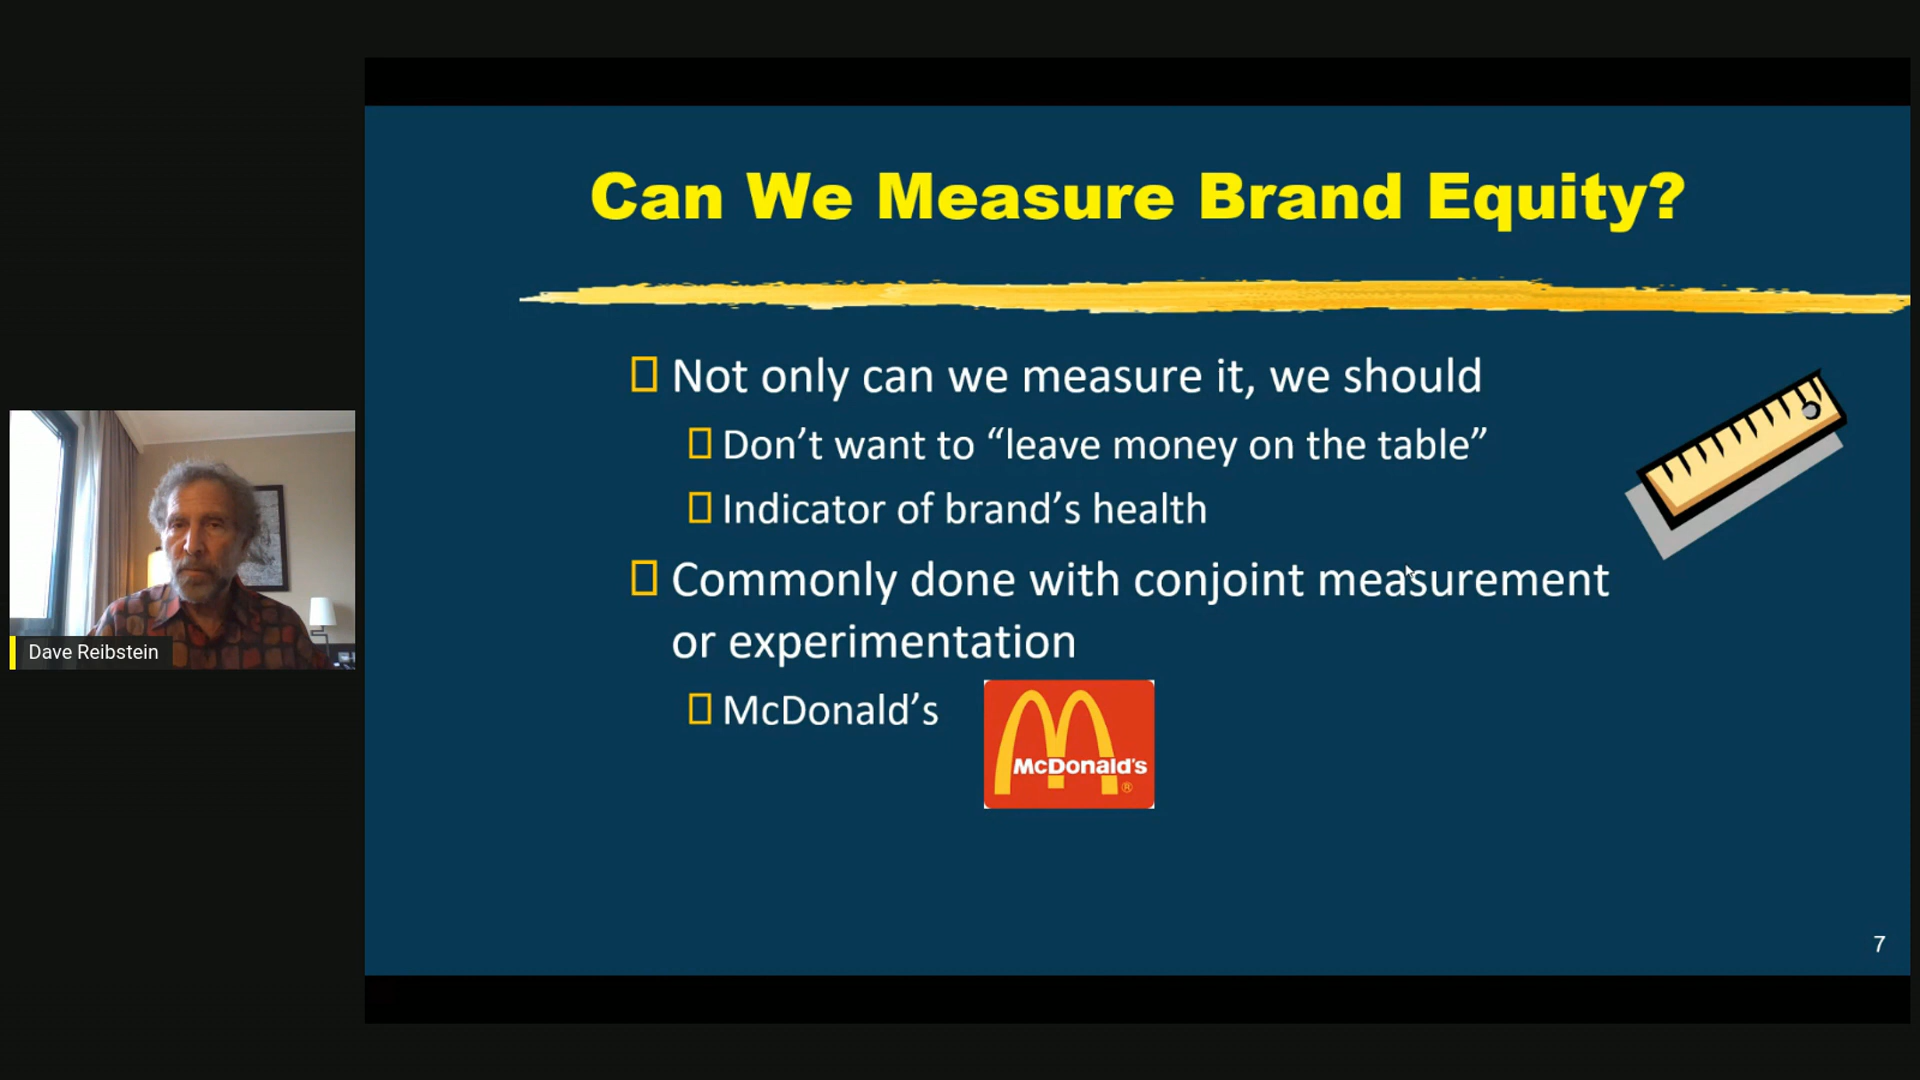 Can We Measure Brand Equity?
Not only can we measure it, we should
Don’t want to “leave money on the table”
Indicator of brand’s health
Commonly done with conjoint measurement
or experimentation
McDonald’s
McDonald's
®
Dave Reibstein
7